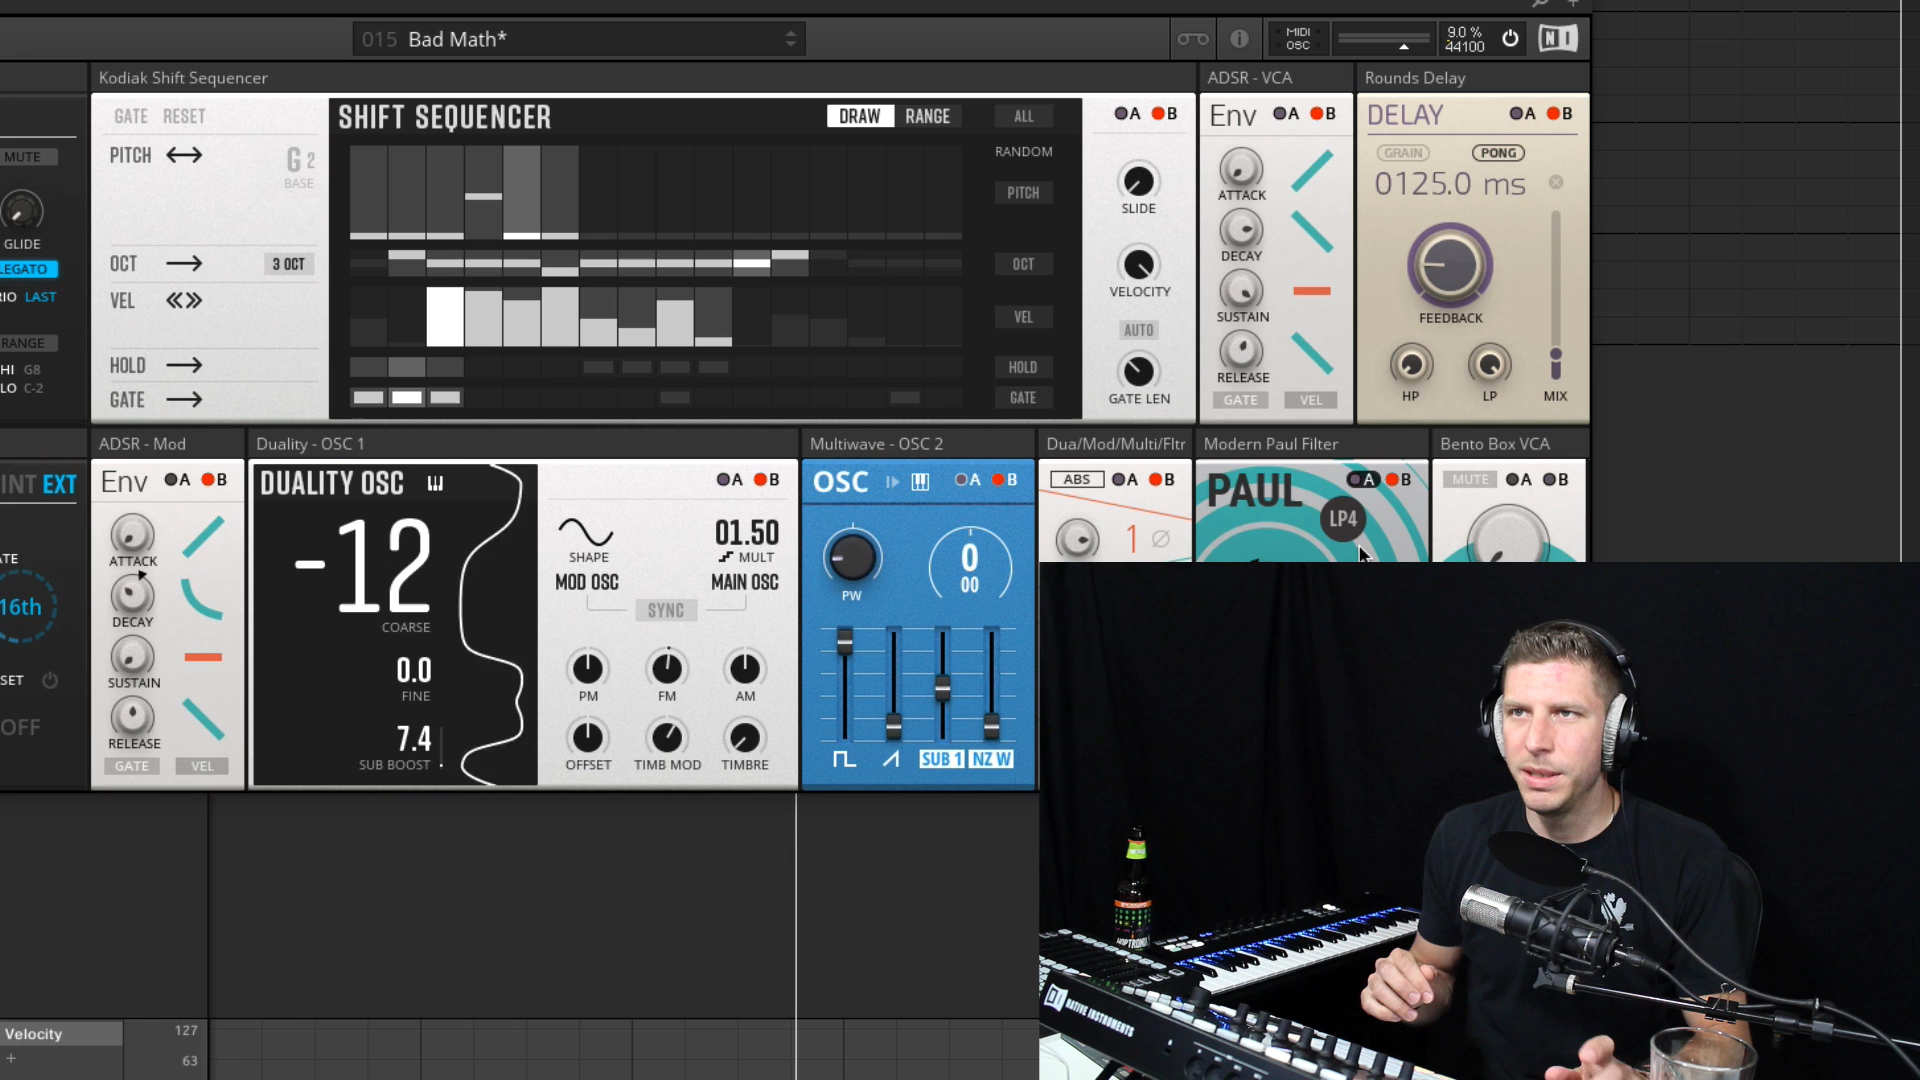 015 Bad Math*
MIDI
OSC
9.0 %
44100
NI
Kodiak Shift Sequencer
ADSR - VCA
Rounds Delay
MUTE
GLIDE
LEGATO
RIO LAST
RANGE
HI G8
LO C-2
GATE RESET
PITCH
G 2
BASE
OCT
3 OCT
VEL
HOLD
GATE
SHIFT SEQUENCER
DRAW
RANGE
ALL
RANDOM
PITCH
OCT
VEL
HOLD
GATE
A B
SLIDE
VELOCITY
AUTO
GATE LEN
Env A B
ATTACK
DECAY
SUSTAIN
RELEASE
GATE VEL
DELAY A B
GRAIN PONG
0125.0 ms
FEEDBACK
HP LP MIX
ADSR - Mod
Duality - OSC 1
Multiwave - OSC 2
Dua/Mod/Multi/Fltr
Modern Paul Filter
Bento Box VCA
INT EXT
ATE
16th
SET
OFF
Env A B
ATTACK
DECAY
SUSTAIN
RELEASE
GATE VEL
DUALITY OSC
-12
COARSE
0.0
FINE
7.4
SUB BOOST
A B
SHAPE
01.50
MULT
MOD OSC MAIN OSC
SYNC
PM FM AM
OFFSET TIMB MOD TIMBRE
OSC A B
PW
0
00
SUB 1 NZ W
ABS A B
1
PAUL A B
LP4
MUTE A B
Velocity
127
+
63
HOPTRONIX
NATIVE INSTRUMENTS